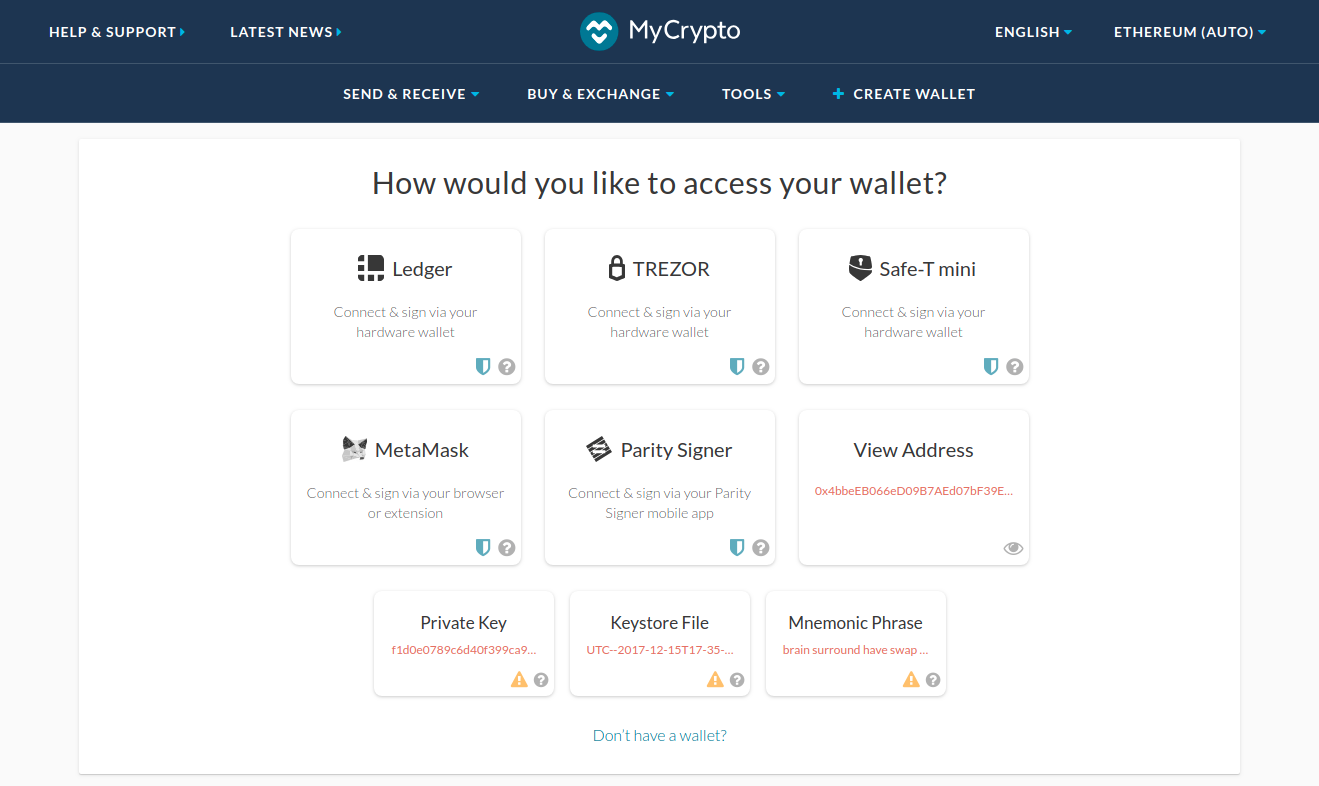 HELP & SUPPORT
LATEST NEWS
MyCrypto
ENGLISH
ETHEREUM (AUTO)
SEND & RECEIVE
BUY & EXCHANGE
TOOLS
CREATE WALLET
How would you like to access your wallet?
Ledger
Connect & sign via your
hardware wallet
TREZOR
Connect & sign via your
hardware wallet
Safe-T mini
Connect & sign via your
hardware wallet
MetaMask
Connect & sign via your browser
or extension
Parity Signer
Connect & sign via your Parity
Signer mobile app
View Address
0x4bbeEB066eD09B7AEd07bF39E...
Private Key
f1d0e0789c6d40f399ca9...
Keystore File
UTC--2017-12-15T17-35-...
Mnemonic Phrase
brain surround have swap ...
Don't have a wallet?